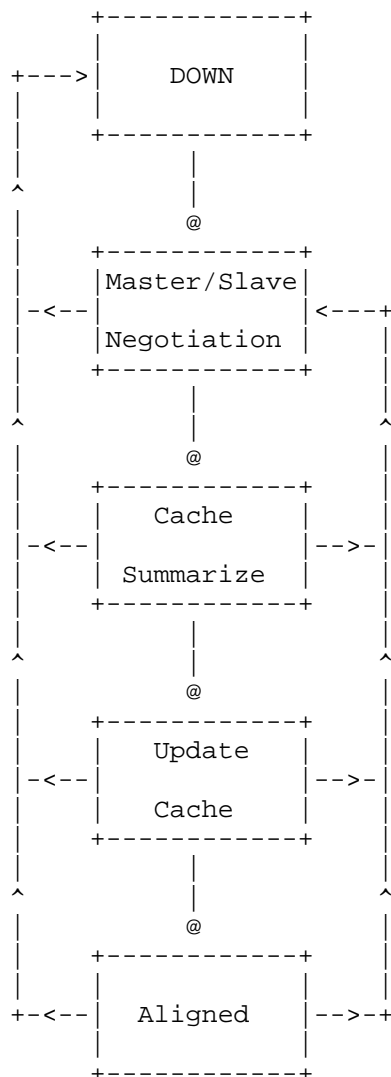 DOWN
Master/Slave
Negotiation
Cache
Summarize
Update
Cache
Aligned